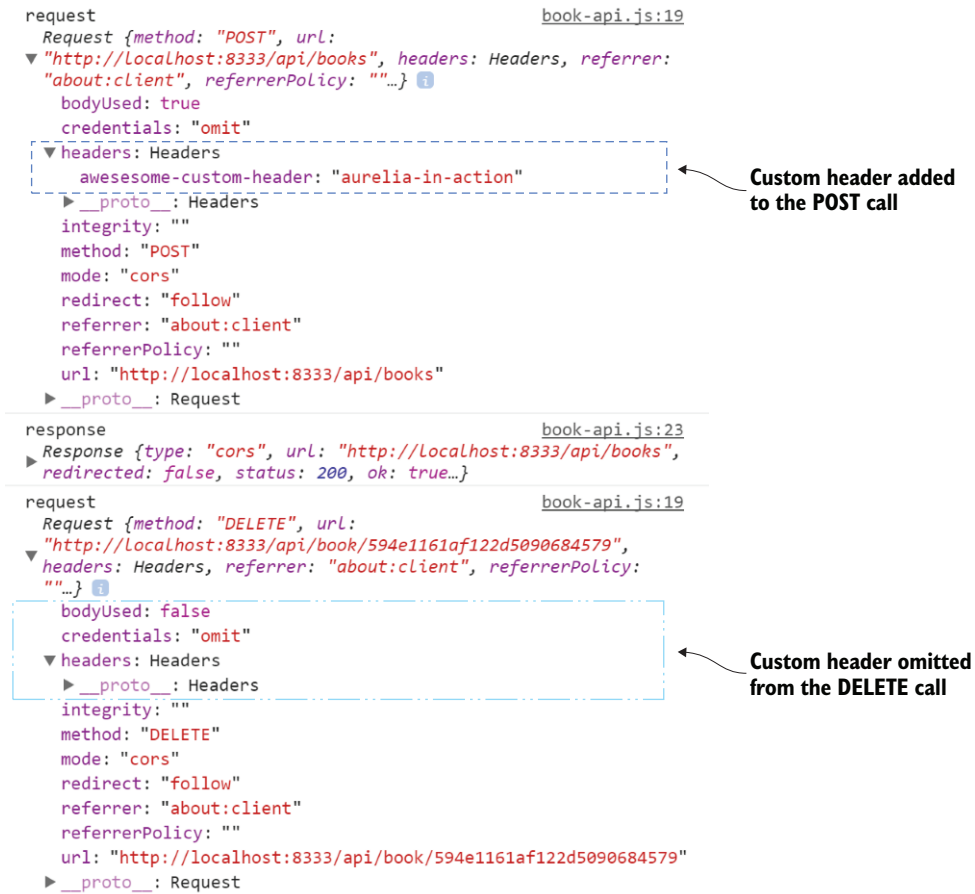 request book-api.js:19
Request {method: "POST", url:
▼ "http://localhost:8333/api/books", headers: Headers, referrer:
"about:client", referrerPolicy: ""…} i
bodyUsed: true
credentials: "omit"
▼ headers: Headers
awesesome-custom-header: "aurelia-in-action"
▶ __proto__: Headers
integrity: ""
method: "POST"
mode: "cors"
redirect: "follow"
referrer: "about:client"
referrerPolicy: ""
url: "http://localhost:8333/api/books"
▶ __proto__: Request
Custom header added
to the POST call
response book-api.js:23
Response {type: "cors", url: "http://localhost:8333/api/books",
▶ redirected: false, status: 200, ok: true…}
request book-api.js:19
Request {method: "DELETE", url:
▼ "http://localhost:8333/api/book/594e1161af122d5090684579",
headers: Headers, referrer: "about:client", referrerPolicy:
""…} i
bodyUsed: false
credentials: "omit"
▼ headers: Headers
▶ __proto__: Headers
integrity: ""
method: "DELETE"
mode: "cors"
redirect: "follow"
referrer: "about:client"
referrerPolicy: ""
url: "http://localhost:8333/api/book/594e1161af122d5090684579"
▶ __proto__: Request
Custom header omitted
from the DELETE call